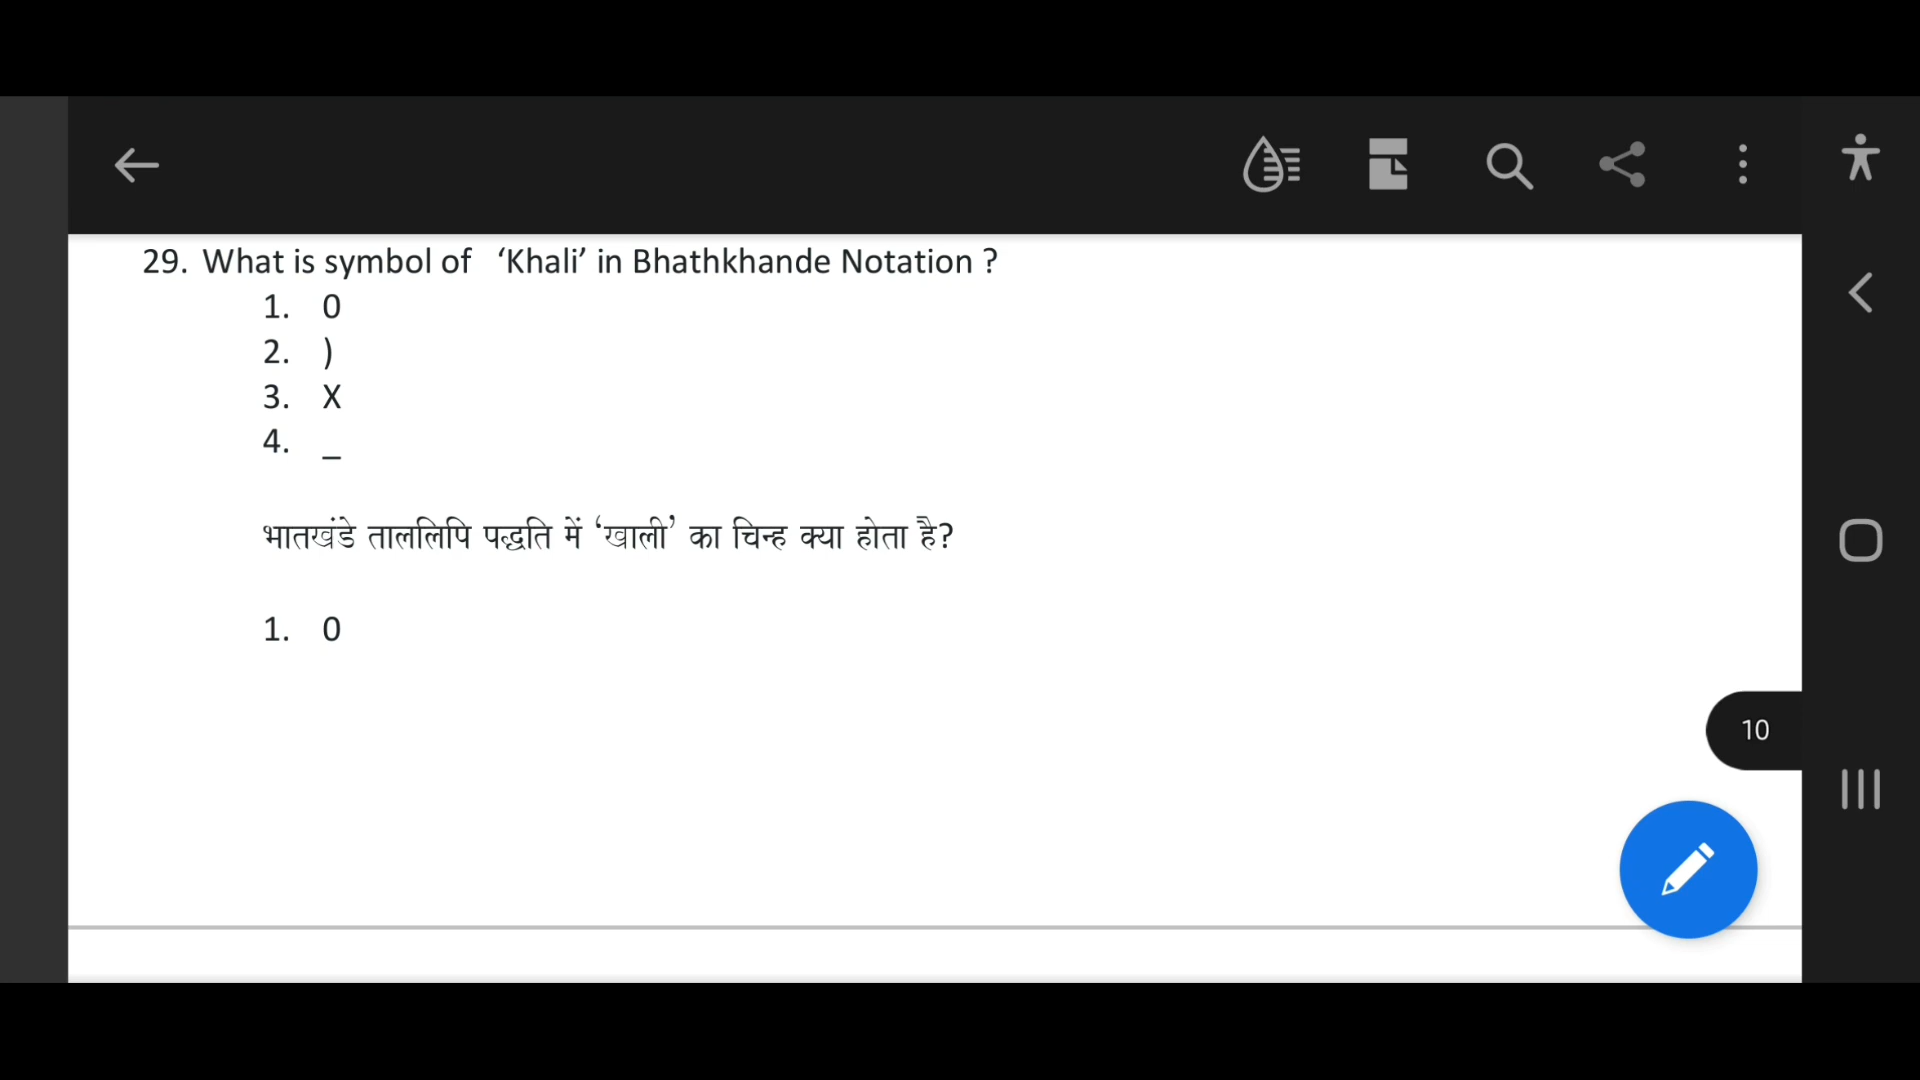 29. What is symbol of ‘Khali’ in Bhathkhande Notation ?
1. 0
2. )
3. X
4. _
भातखंडे ताललिपि पद्धति में ‘खाली’ का चिन्ह क्या होता है?
1. 0
10